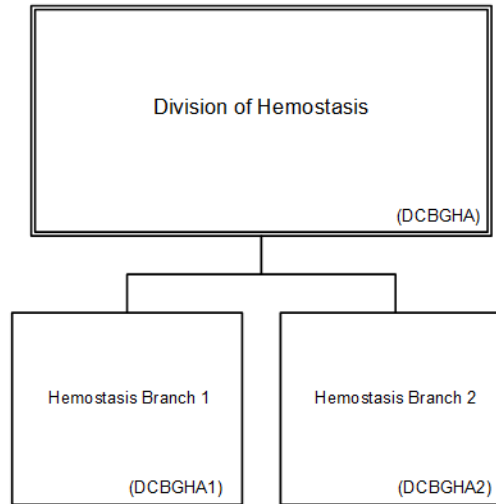 Division of Hemostasis
(DCBGHA)
Hemostasis Branch 1
(DCBGHA1)
Hemostasis Branch 2
(DCBGHA2)